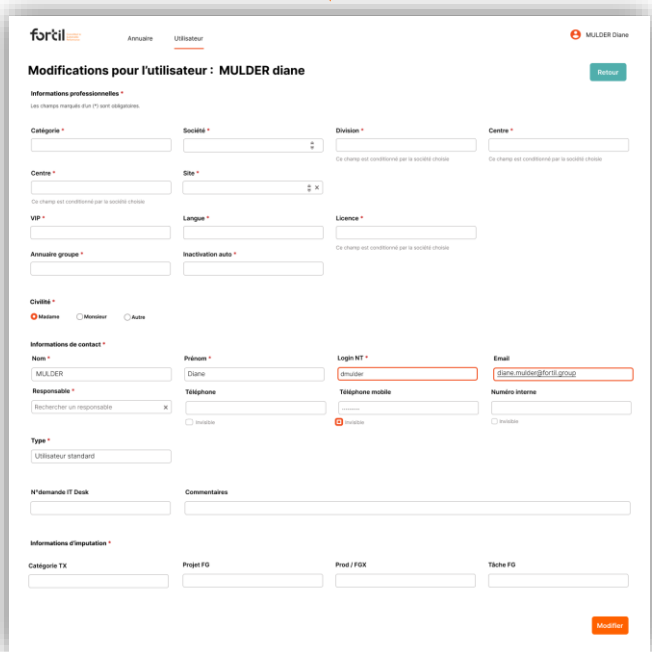 fortil
Annuaire
Utilisateur
MULDER Diane
Modifications pour l'utilisateur : MULDER diane
Retour
Informations professionnelles *
Les champs marqués d'un (*) sont obligatoires.
Catégorie * Société * Division * Centre *
Ce champ est conditionné par la société choisie Ce champ est conditionné par la société choisie
Centre * Site *
Ce champ est conditionné par la société choisie
VIP * Langue * Licence *
Ce champ est conditionné par la société choisie
Annuaire groupe * Inactivation auto *
Civilité *
Madame Monsieur Autre
Informations de contact *
Nom * Prénom * Login NT * Email
MULDER Diane dmulder diane.mulder@fortil.group
Responsable * Téléphone Téléphone mobile Numéro interne
Rechercher un responsable x ..........
Invisible Invisible Invisible
Type *
Utilisateur standard
N°demande IT Desk Commentaires
Informations d'imputation *
Catégorie TX Projet FG Prod / FGX Tâche FG
Modifier